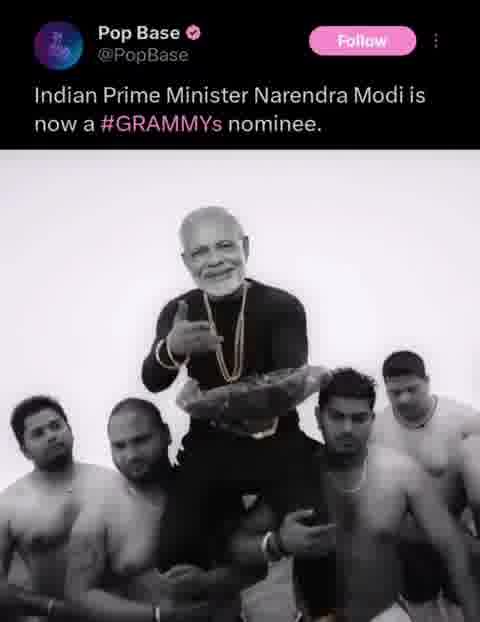 Pop Base
@PopBase
Follow
Indian Prime Minister Narendra Modi is
now a #GRAMMYs nominee.